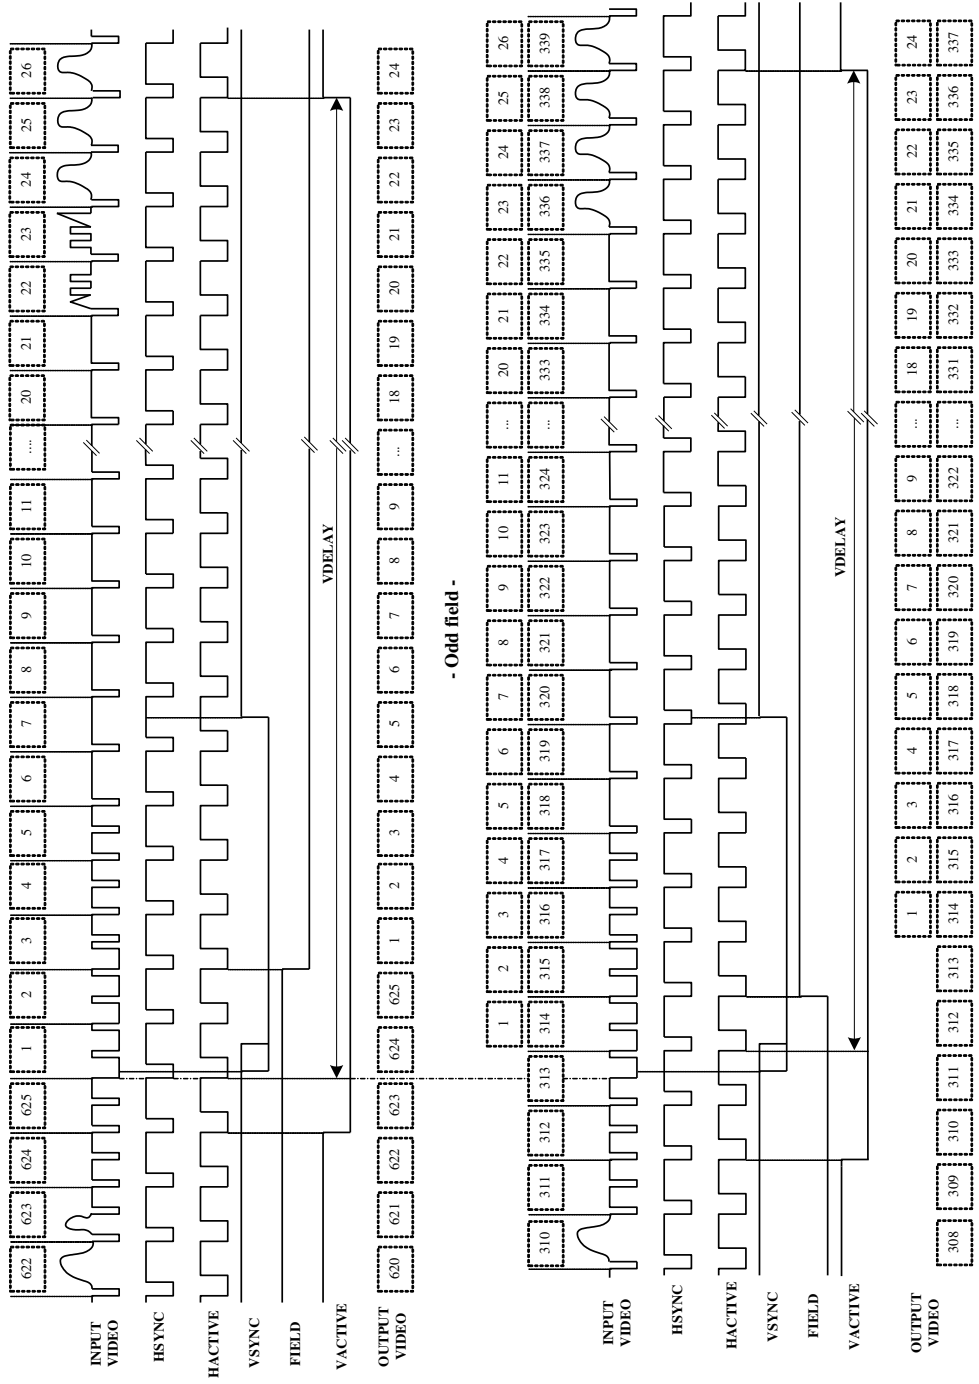 622 623 624 625 1 2 3 4 5 6 7 8 9 10 11 .... 20 21 22 23 24 25 26
INPUT
VIDEO
HSYNC
HACTIVE
VSYNC
FIELD
VDELAY
VACTIVE
OUTPUT
VIDEO
620 621 622 623 624 625 1 2 3 4 5 6 7 8 9 ... 18 19 20 21 22 23 24
- Odd field -
1 2 3 4 5 6 7 8 9 10 11 ... 20 21 22 23 24 25 26
310 311 312 313 314 315 316 317 318 319 320 321 322 323 324 ... 333 334 335 336 337 338 339
INPUT
VIDEO
HSYNC
HACTIVE
VSYNC
FIELD
VDELAY
VACTIVE
OUTPUT
VIDEO
1 2 3 4 5 6 7 8 9 ... 18 19 20 21 22 23 24
308 309 310 311 312 313 314 315 316 317 318 319 320 321 322 ... 331 332 333 334 335 336 337